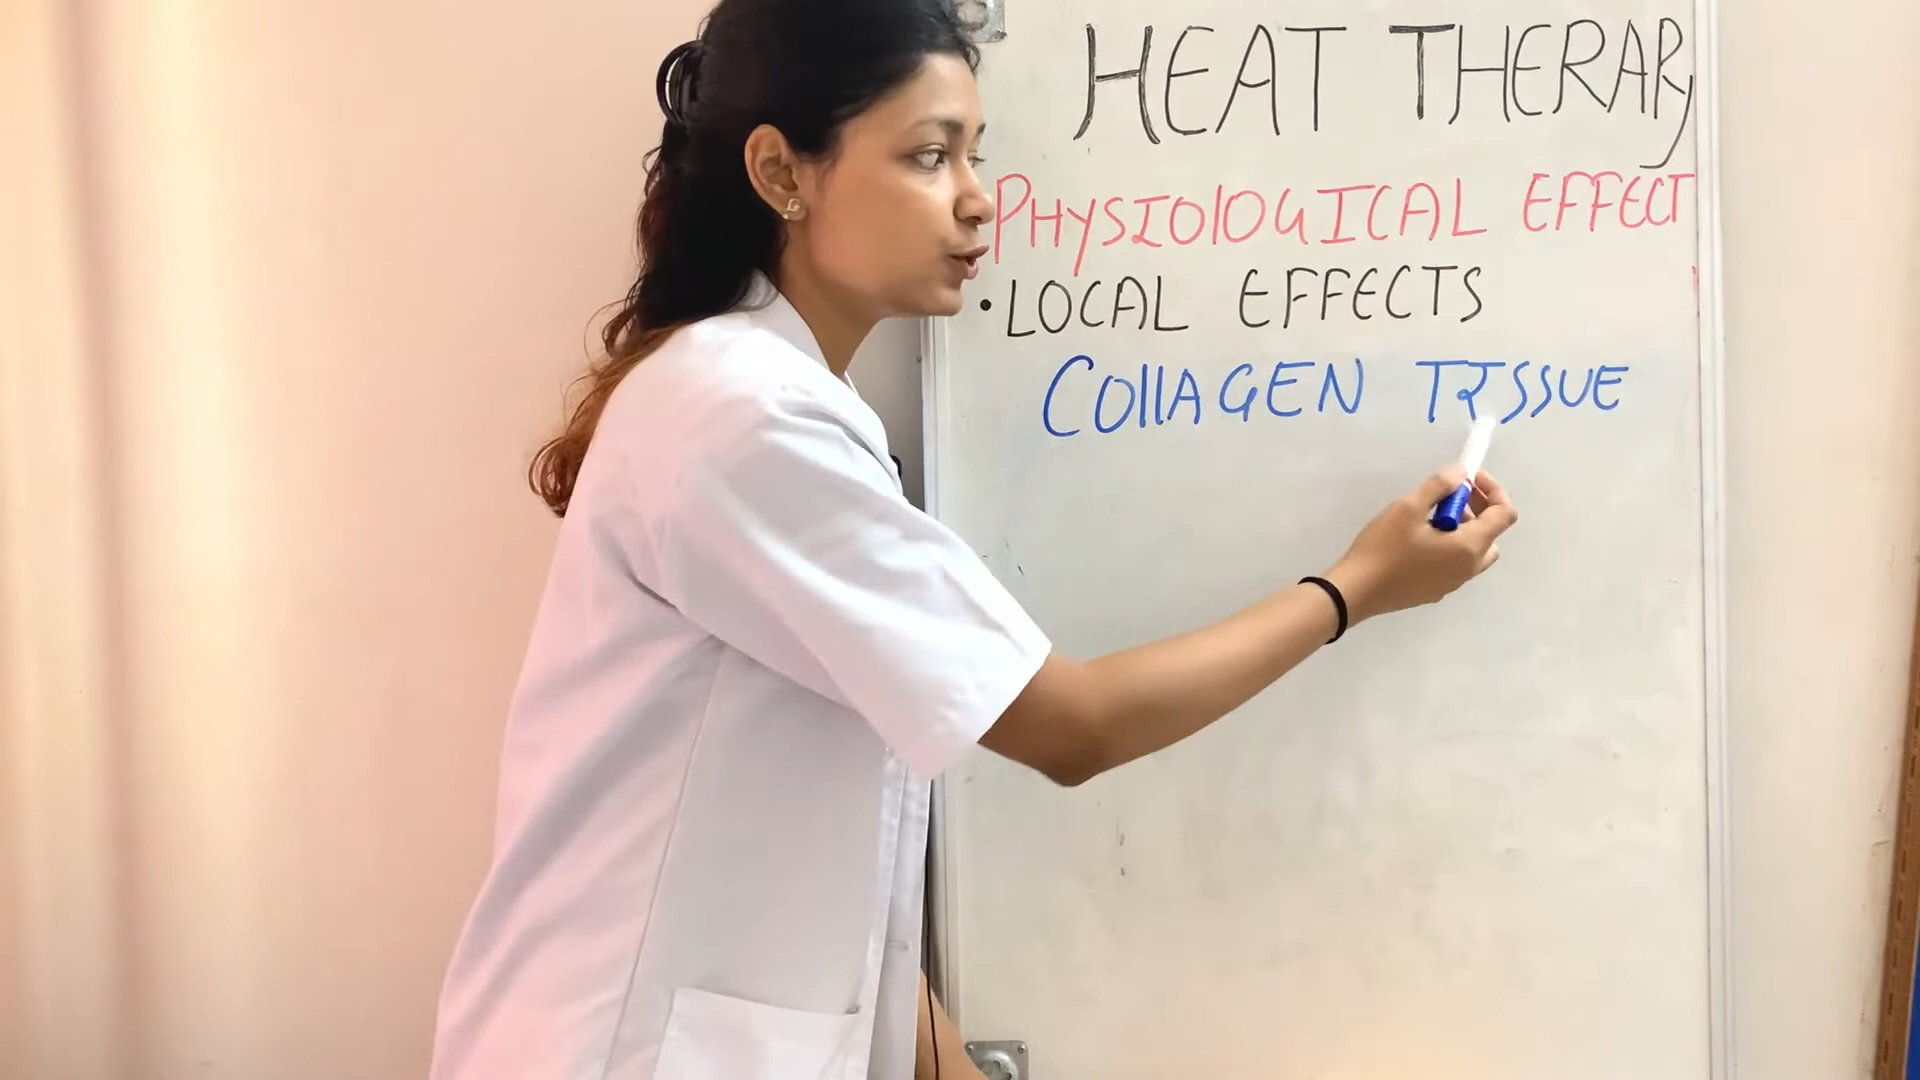 HEAT THERAPY
PHYSIOlOGICAL EFFECT
• LOCAL EFFECTS
CollAGEN TISSUE